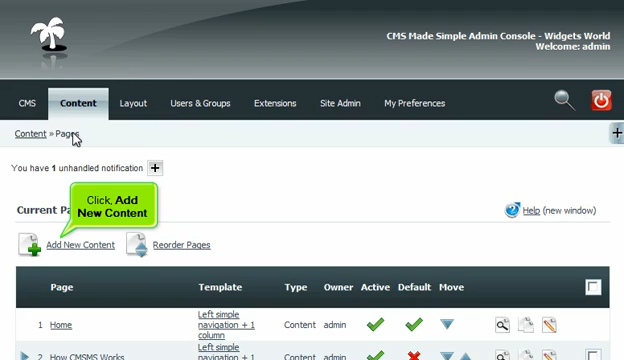 CMS Made Simple Admin Console - Widgets World
Welcome: admin
CMS Content Layout Users & Groups Extensions Site Admin My Preferences
Content » Pages
You have 1 unhandled notification
Click, Add
New Content
Current Pa
Help (new window)
Add New Content Reorder Pages
Page Template Type Owner Active Default Move
1 Home Left simple navigation + 1 column Content admin
2 How CMSMS Works Left simple navigation + 1 Content admin